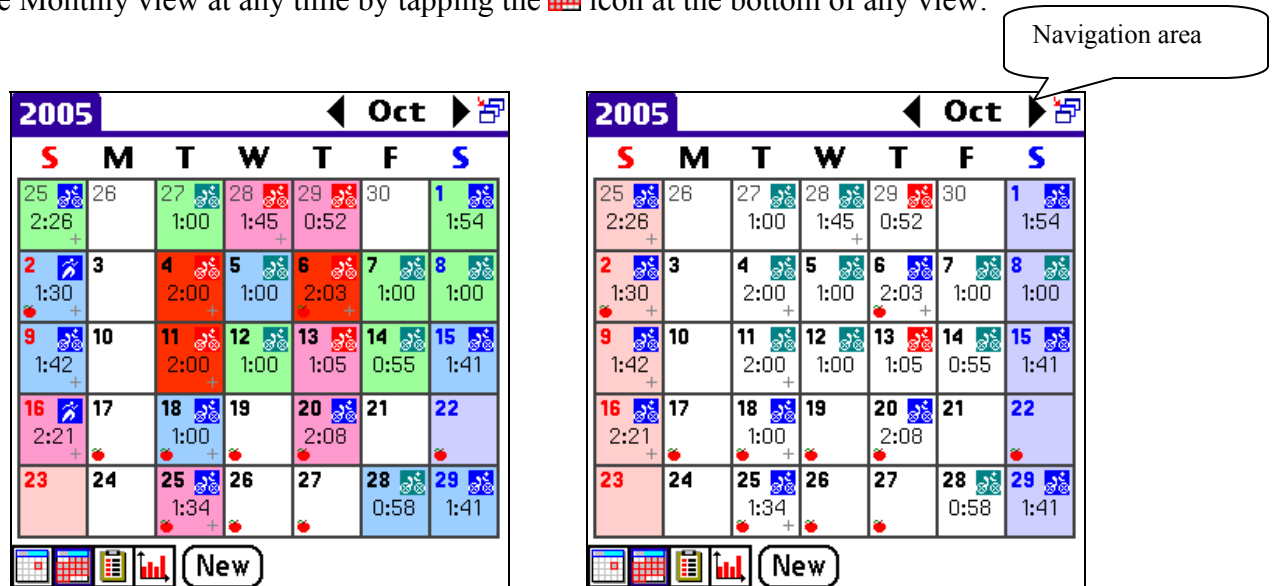 e Monthly view at any time by tapping the icon at the bottom of any view.
Navigation area
2005 Oct
S M T W T F S
25 26 27 28 29 30 1
2:26 1:00 1:45 0:52 1:54
2 3 4 5 6 7 8
1:30 2:00 1:00 2:03 1:00 1:00
9 10 11 12 13 14 15
1:42 2:00 1:00 1:05 0:55 1:41
16 17 18 19 20 21 22
2:21 1:00 2:08
23 24 25 26 27 28 29
1:34 0:58 1:41
New
2005 Oct
S M T W T F S
25 26 27 28 29 30 1
2:26 1:00 1:45 0:52 1:54
2 3 4 5 6 7 8
1:30 2:00 1:00 2:03 1:00 1:00
9 10 11 12 13 14 15
1:42 2:00 1:00 1:05 0:55 1:41
16 17 18 19 20 21 22
2:21 1:00 2:08
23 24 25 26 27 28 29
1:34 0:58 1:41
New